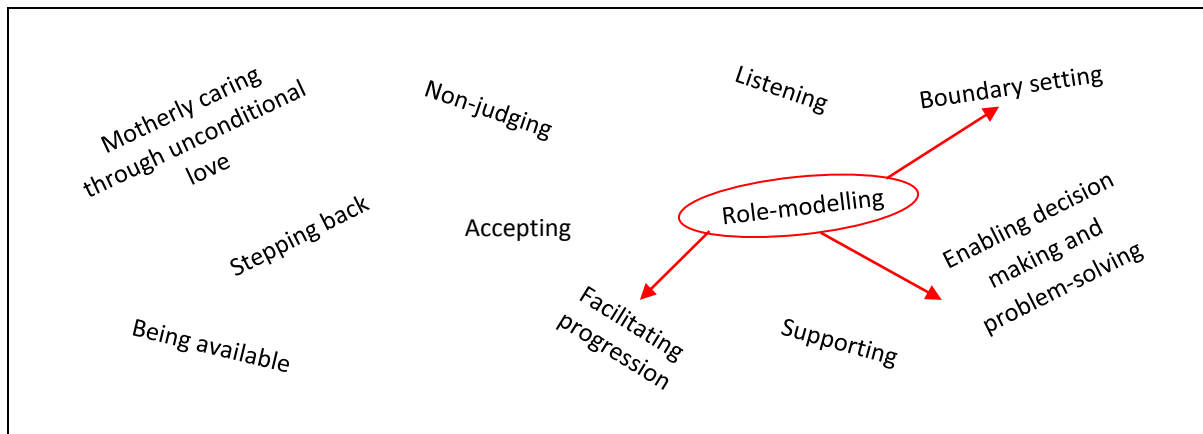 Motherly caring
through unconditional
love
Non-judging
Listening
Boundary setting
Stepping back
Accepting
Role-modelling
Enabling decision
making and
problem-solving
Being available
Facilitating
progression
Supporting